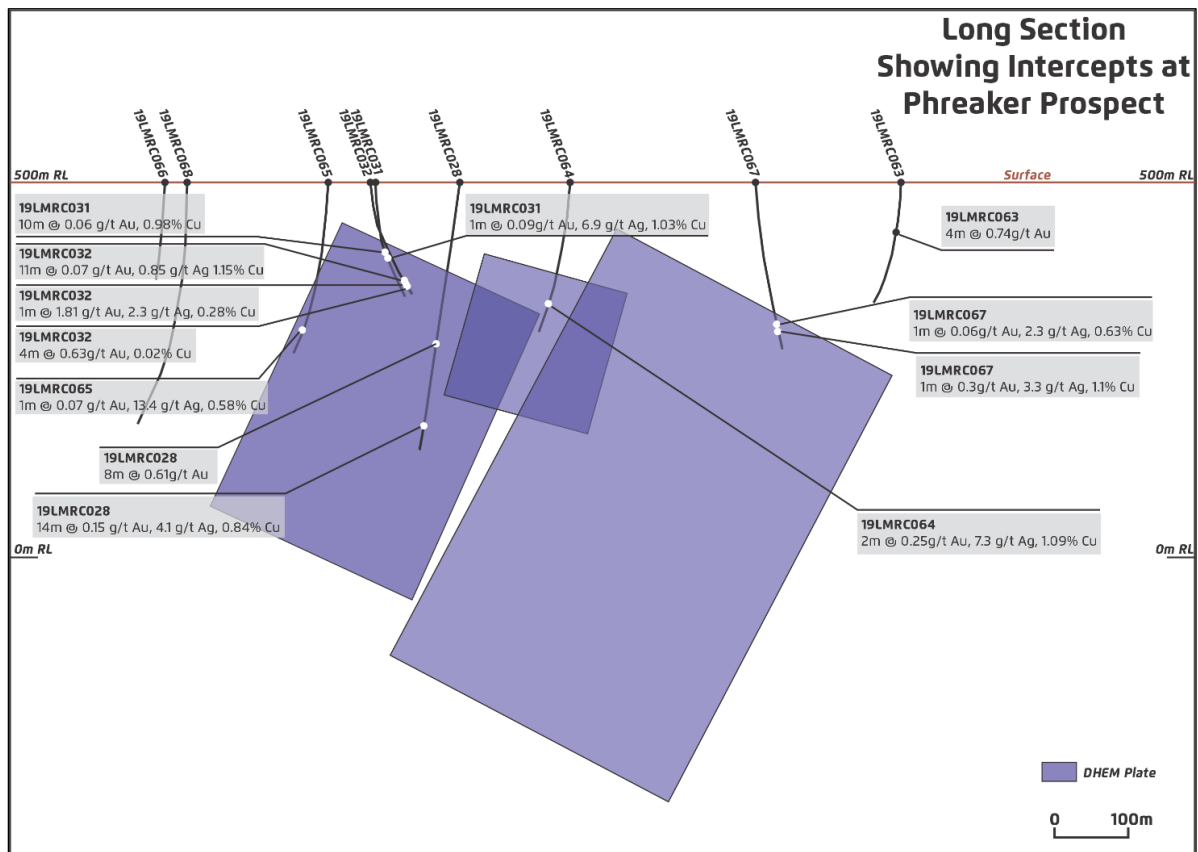 Long Section
Showing Intercepts at
Phreaker Prospect
19LMRC066
19LMRC068
19LMRC065
19LMRC032
19LMRC031
19LMRC028
19LMRC064
19LMRC067
19LMRC063
500m RL
Surface
500m RL
19LMRC031
10m @ 0.06 g/t Au, 0.98% Cu
19LMRC031
1m @ 0.09g/t Au, 6.9 g/t Ag, 1.03% Cu
19LMRC063
4m @ 0.74g/t Au
19LMRC032
11m @ 0.07 g/t Au, 0.85 g/t Ag 1.15% Cu
19LMRC032
1m @ 1.81 g/t Au, 2.3 g/t Ag, 0.28% Cu
19LMRC032
4m @ 0.63g/t Au, 0.02% Cu
19LMRC067
1m @ 0.06g/t Au, 2.3 g/t Ag, 0.63% Cu
19LMRC067
1m @ 0.3g/t Au, 3.3 g/t Ag, 1.1% Cu
19LMRC065
1m @ 0.07 g/t Au, 13.4 g/t Ag, 0.58% Cu
19LMRC028
8m @ 0.61g/t Au
19LMRC028
14m @ 0.15 g/t Au, 4.1 g/t Ag, 0.84% Cu
19LMRC064
2m @ 0.25g/t Au, 7.3 g/t Ag, 1.09% Cu
0m RL
0m RL
DHEM Plate
0 100m